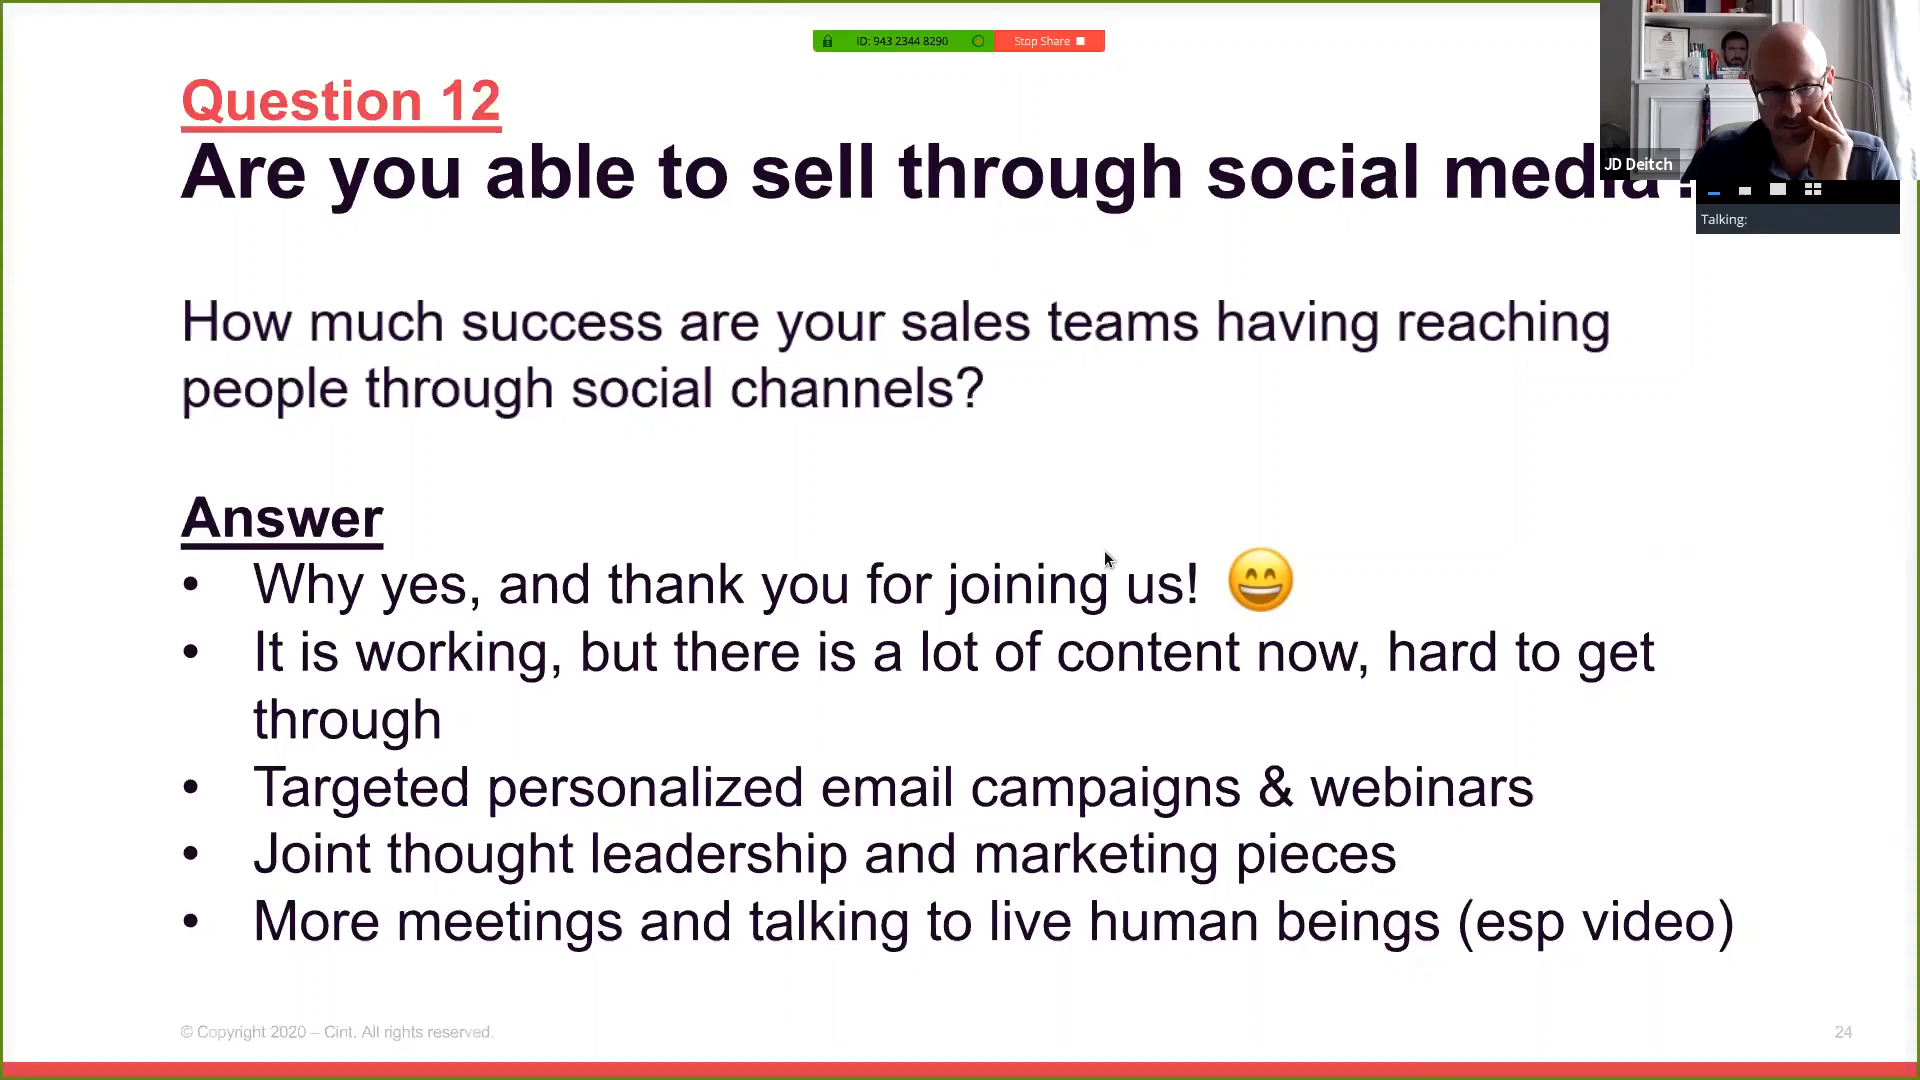 ID: 943 2344 8290 Stop Share
Question 12
Are you able to sell through social media?
JD Deitch
Talking:
How much success are your sales teams having reaching
people through social channels?
Answer
• Why yes, and thank you for joining us! 😄
• It is working, but there is a lot of content now, hard to get
through
• Targeted personalized email campaigns & webinars
• Joint thought leadership and marketing pieces
• More meetings and talking to live human beings (esp video)
© Copyright 2020 – Cint. All rights reserved.
24